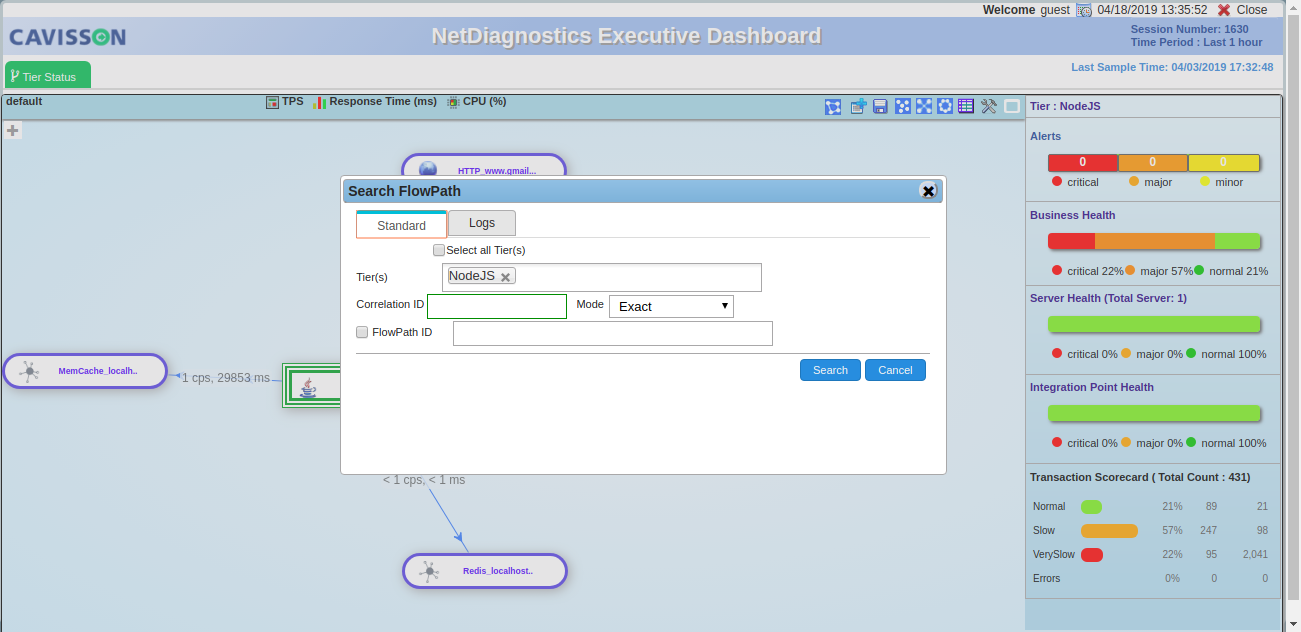 Welcome guest 04/18/2019 13:35:52 Close
CAVISSON
NetDiagnostics Executive Dashboard
Session Number: 1630
Time Period : Last 1 hour
Tier Status
Last Sample Time: 04/03/2019 17:32:48
default
TPS Response Time (ms) CPU (%)
HTTP_www.gmail...
MemCache_localh..
1 cps, 29853 ms
< 1 cps, < 1 ms
Redis_localhost..
Search FlowPath
Standard Logs
Select all Tier(s)
Tier(s) NodeJS
Correlation ID Mode Exact
FlowPath ID
Search Cancel
Tier : NodeJS
Alerts
0 0 0
critical major minor
Business Health
critical 22% major 57% normal 21%
Server Health (Total Server: 1)
critical 0% major 0% normal 100%
Integration Point Health
critical 0% major 0% normal 100%
Transaction Scorecard ( Total Count : 431)
Normal 21% 89 21
Slow 57% 247 98
VerySlow 22% 95 2,041
Errors 0% 0 0